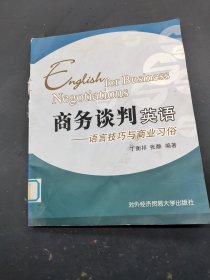 English for Business
Negotiations
商务谈判英语
——语言技巧与商业习俗
丁衡祁 张静 编著
对外经济贸易大学出版社